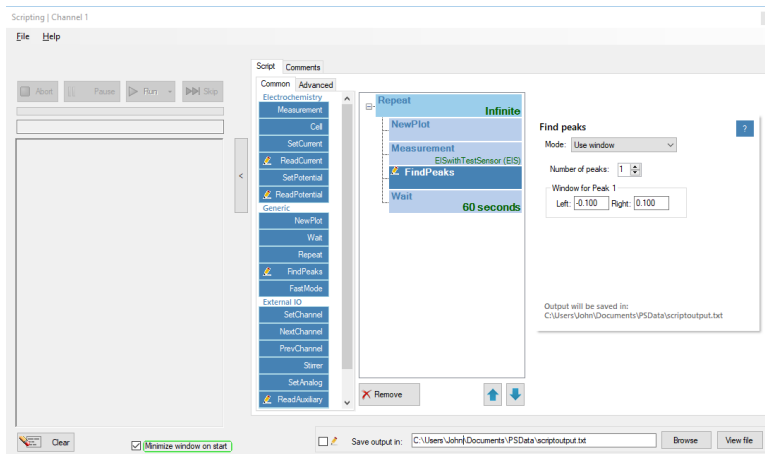 Scripting | Channel 1
File Help
Script Comments
Abort Pause Run Skip
Common Advanced
Electrochemistry
Measurement
Cell
SetCurrent
ReadCurrent
SetPotential
ReadPotential
Generic
NewPlot
Wait
Repeat
FindPeaks
FastMode
External IO
SetChannel
NextChannel
PrevChannel
Stirrer
SetAnalog
ReadAuxiliary
<
Repeat
Infinite
NewPlot
Measurement
EISwithTestSensor (EIS)
FindPeaks
Wait
60 seconds
Remove
Find peaks ?
Mode: Use window
Number of peaks: 1
Window for Peak 1
Left: -0.100 Right: 0.100
Output will be saved in:
C:\Users\John\Documents\PSData\scriptoutput.txt
Clear Minimize window on start Save output in: C:\Users\John\Documents\PSData\scriptoutput.txt Browse View file